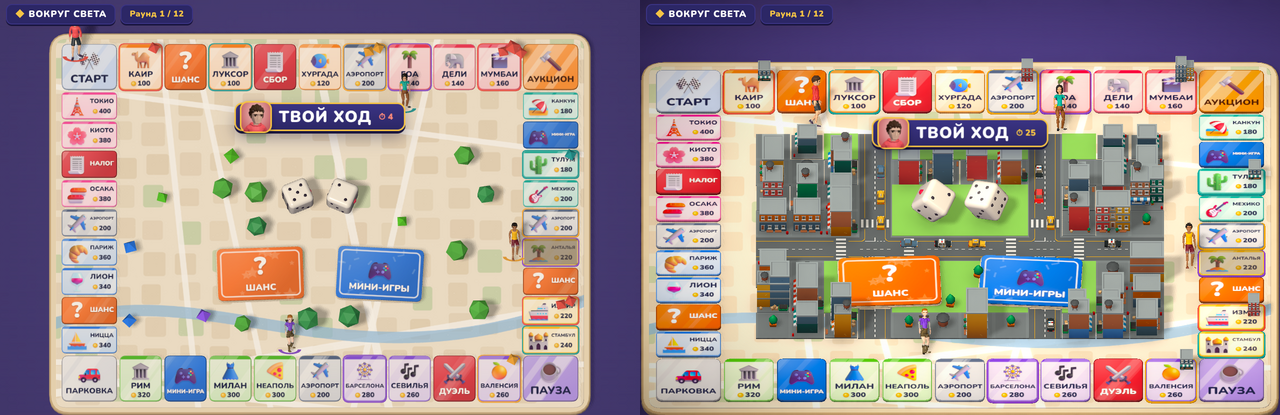 ВОКРУГ СВЕТА
Раунд 1 / 12
СТАРТ
КАИР
100
?
ШАНС
ЛУКСОР
100
СБОР
ХУРГАДА
120
АЭРОПОРТ
200
ДЕЛИ
140
МУМБАИ
160
АУКЦИОН
ТОКИО
400
КИОТО
380
НАЛОГ
ОСАКА
380
АЭРОПОРТ
200
ПАРИЖ
360
ЛИОН
340
?
ШАНС
НИЦЦА
340
ТВОЙ ХОД
4
?
ШАНС
МИНИ-ИГРЫ
КАНКУН
180
МИНИ-ИГРА
180
МЕХИКО
200
АЭРОПОРТ
200
АНТАЛЬЯ
220
?
ШАНС
220
СТАМБУЛ
240
ПАРКОВКА
РИМ
320
МИНИ-ИГРА
МИЛАН
300
НЕАПОЛЬ
300
АЭРОПОРТ
200
БАРСЕЛОНА
280
СЕВИЛЬЯ
260
ДУЭЛЬ
ВАЛЕНСИЯ
260
ПАУЗА
ВОКРУГ СВЕТА
Раунд 1 / 12
СТАРТ
КАИР
100
?
ЛУКСОР
100
СБОР
ХУРГАДА
120
АЭРОПОРТ
200
ДЕЛИ
140
МУМБАИ
160
АУКЦИОН
ТОКИО
400
КИОТО
380
НАЛОГ
ОСАКА
380
АЭРОПОРТ
200
ПАРИЖ
360
ЛИОН
340
?
ШАНС
НИЦЦА
340
ТВОЙ ХОД
25
?
ШАНС
МИНИ-ИГРЫ
КАНКУН
180
МИНИ-ИГРА
180
МЕХИКО
200
АЭРОПОРТ
200
АНТАЛЬЯ
220
?
ШАНС
220
СТАМБУЛ
240
ПАРКОВКА
РИМ
320
МИНИ-ИГРА
МИЛАН
300
НЕАПОЛЬ
300
АЭРОПОРТ
200
БАРСЕЛОНА
280
СЕВИЛЬЯ
260
ДУЭЛЬ
ВАЛЕНСИЯ
260
ПАУЗА